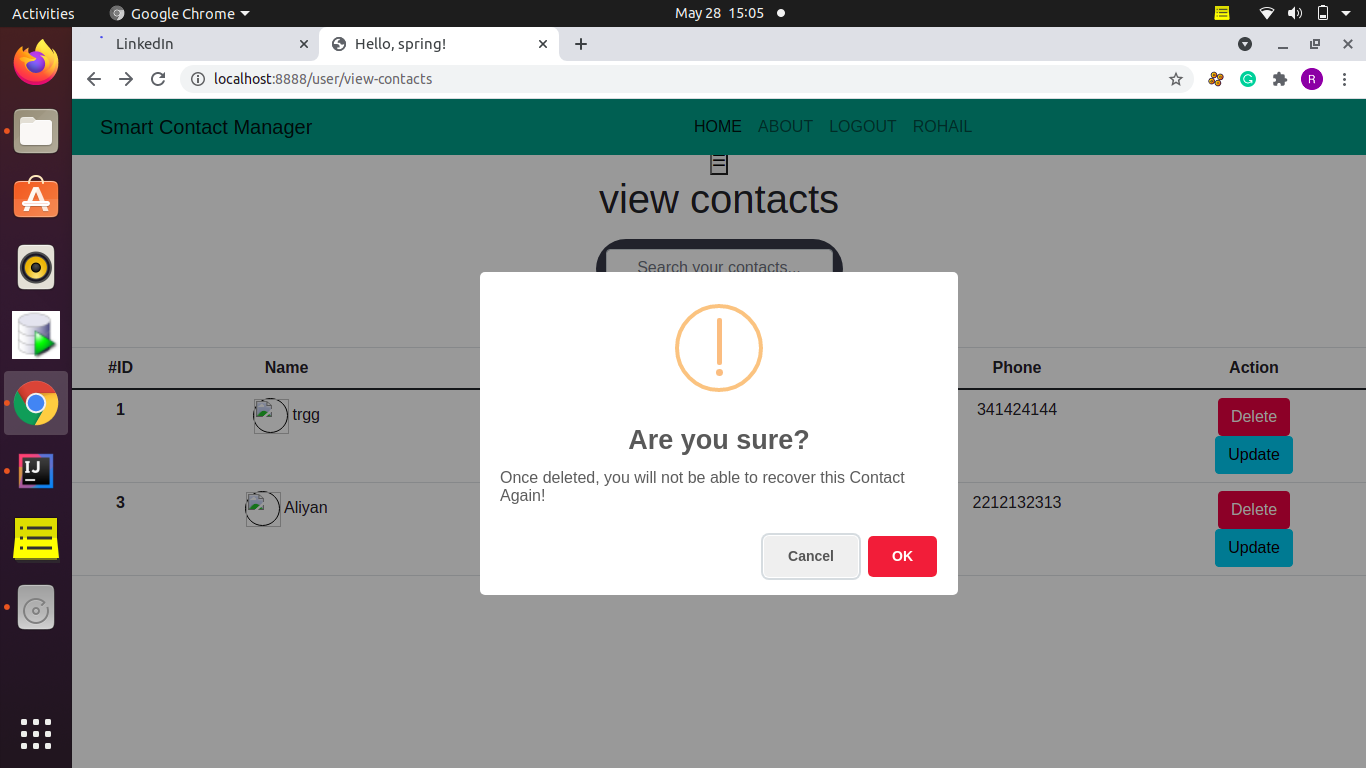 Activities Google Chrome May 28 15:05
LinkedIn Hello, spring!
localhost:8888/user/view-contacts R
Smart Contact Manager HOME ABOUT LOGOUT ROHAIL
view contacts
Search your contacts...
#ID Name Phone Action
1 trgg 341424144 Delete
Update
3 Aliyan 2212132313 Delete
Update
Are you sure?
Once deleted, you will not be able to recover this Contact
Again!
Cancel OK
IJ